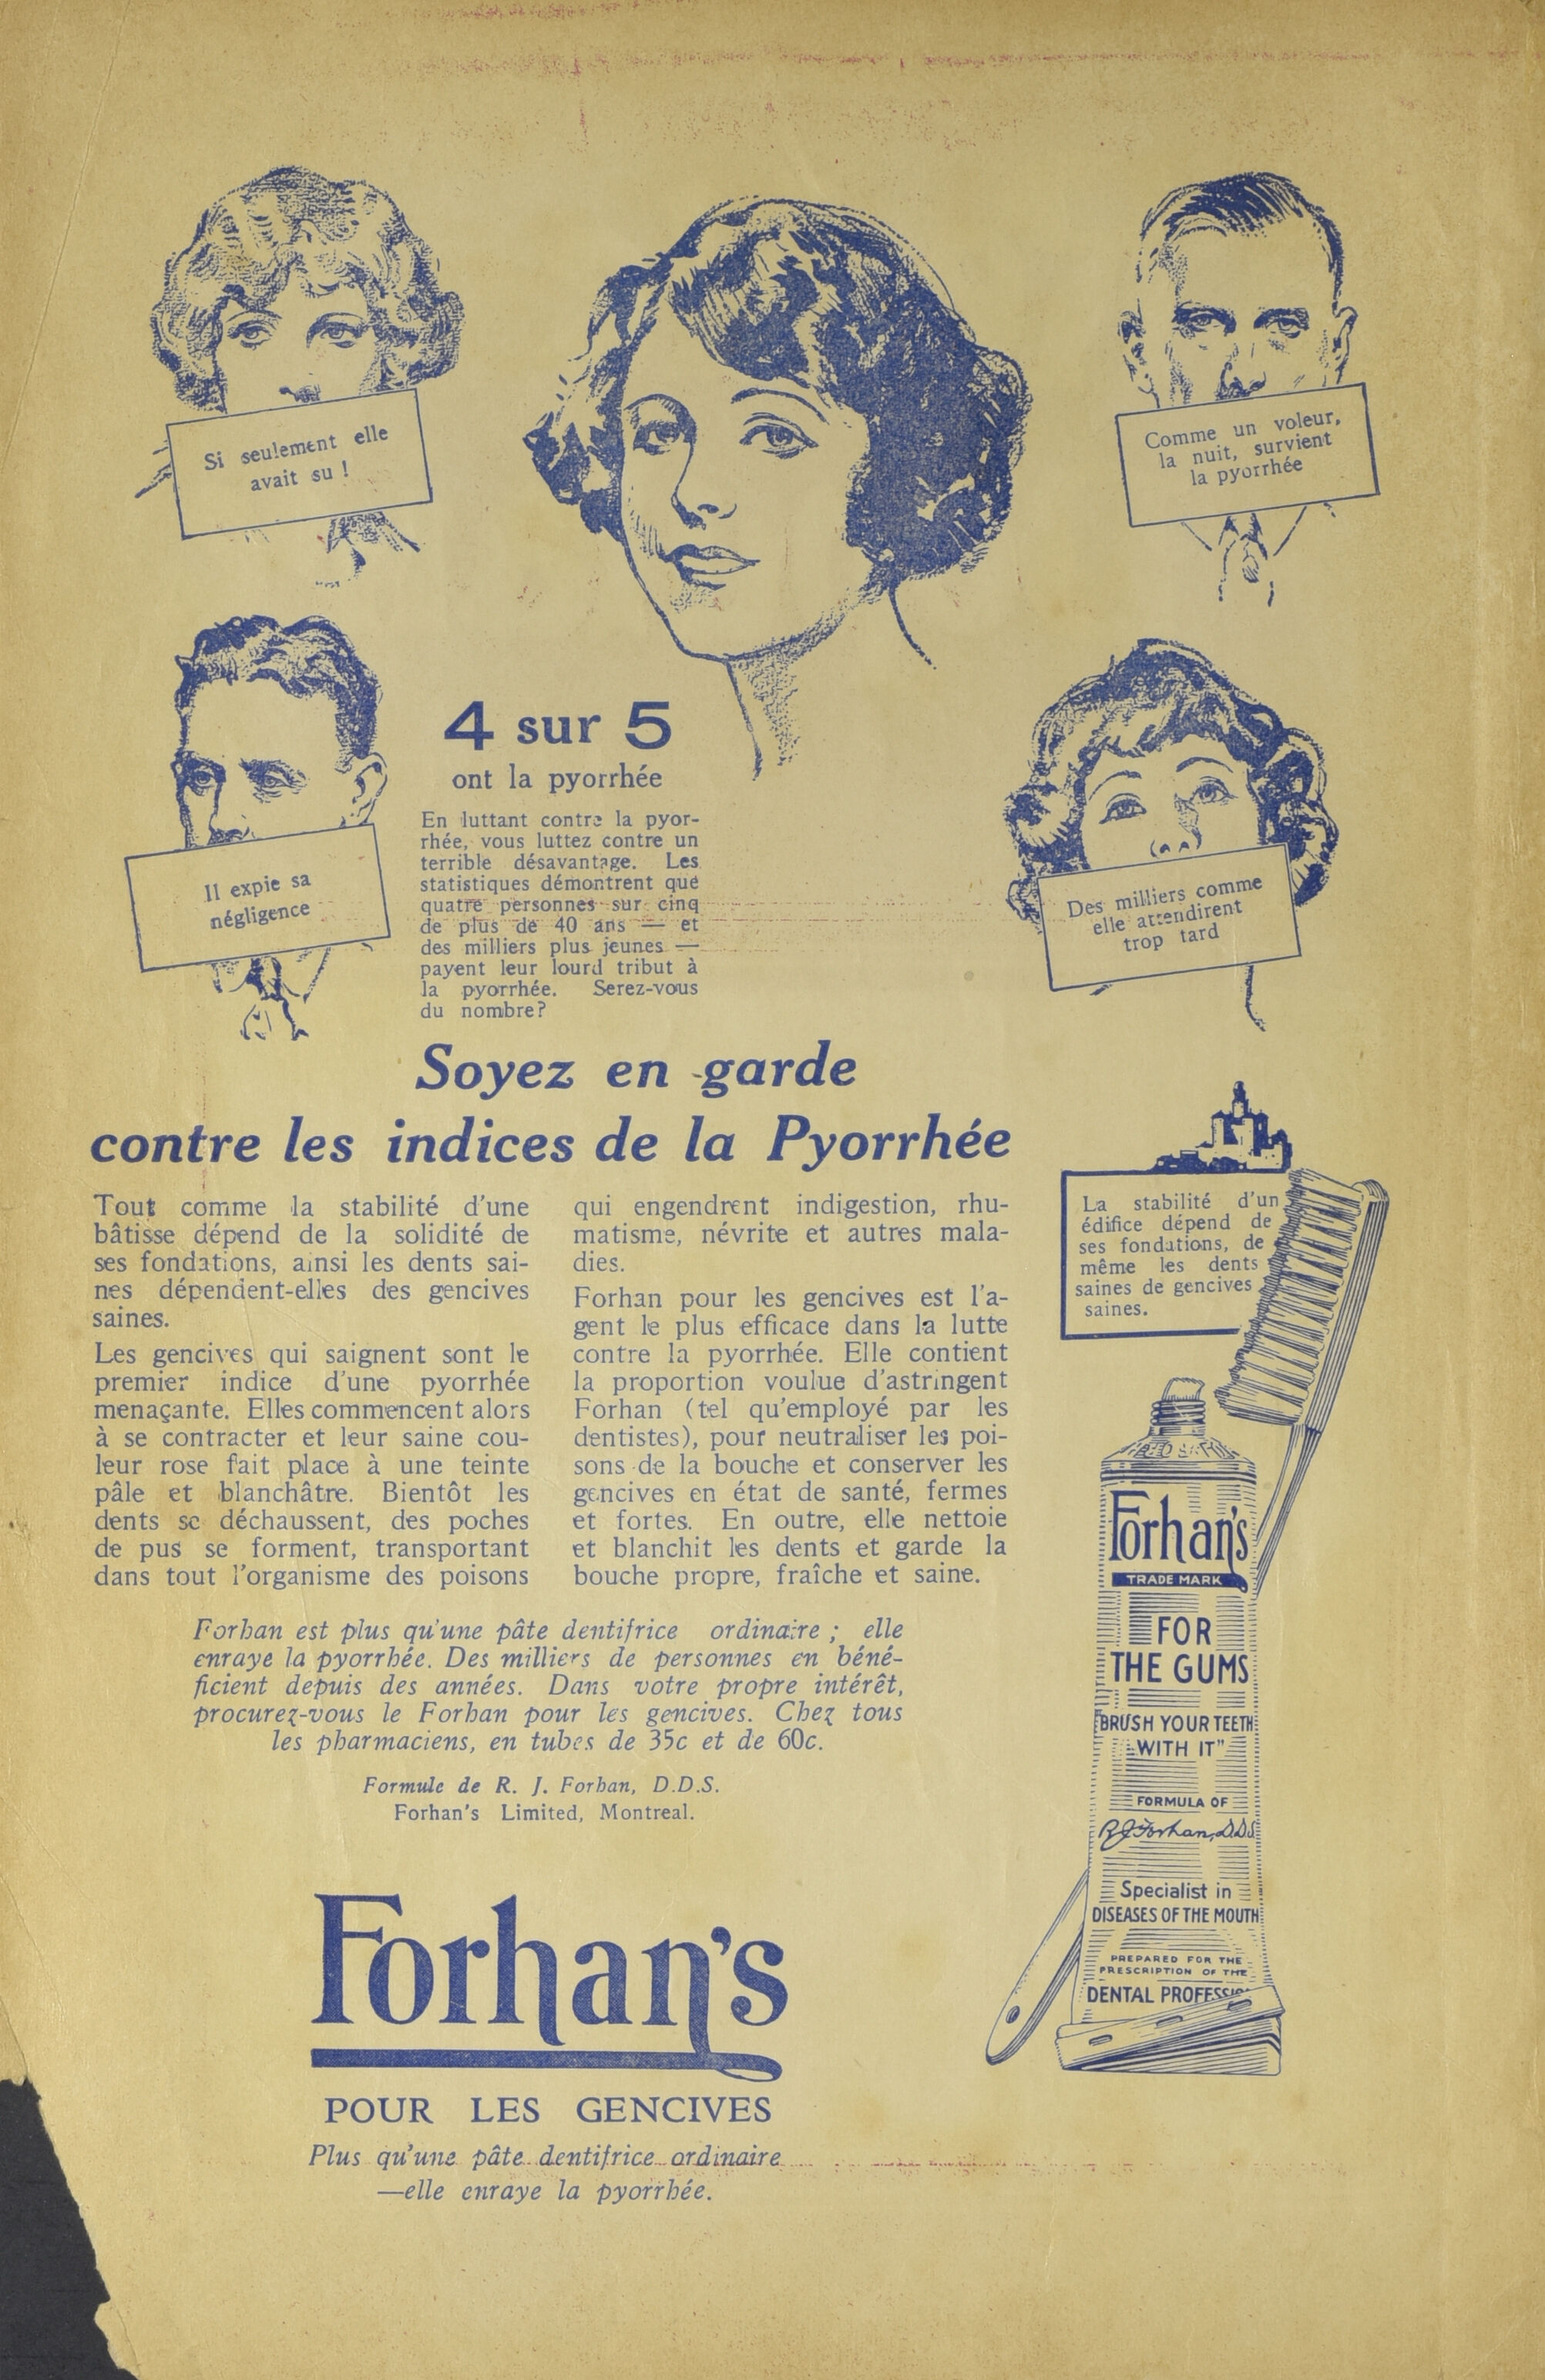 Si seulement elle
avait su !
Comme un voleur,
la nuit, survient
la pyorrhée
4 sur 5
ont la pyorrhée
En luttant contre la pyor-
rhée, vous luttez contre un
terrible désavantage. Les
statistiques démontrent que
quatre personnes sur cinq
de plus de 40 ans — et
des milliers plus jeunes —
payent leur lourd tribut à
la pyorrhée. Serez-vous
du nombre?
Il expie sa
négligence
Des milliers comme
elle attendirent
trop tard
Soyez en garde
contre les indices de la Pyorrhée
Tout comme la stabilité d'une
bâtisse dépend de la solidité de
ses fondations, ainsi les dents sai-
nes dépendent-elles des gencives
saines.
Les gencives qui saignent sont le
premier indice d'une pyorrhée
menaçante. Elles commencent alors
à se contracter et leur saine cou-
leur rose fait place à une teinte
pâle et blanchâtre. Bientôt les
dents se déchaussent, des poches
de pus se forment, transportant
dans tout l'organisme des poisons
qui engendrent indigestion, rhu-
matisme, névrite et autres mala-
dies.
Forhan pour les gencives est l'a-
gent le plus efficace dans la lutte
contre la pyorrhée. Elle contient
la proportion voulue d'astringent
Forhan (tel qu'employé par les
dentistes), pour neutraliser les poi-
sons de la bouche et conserver les
gencives en état de santé, fermes
et fortes. En outre, elle nettoie
et blanchit les dents et garde la
bouche propre, fraîche et saine.
Forhan est plus qu'une pâte dentifrice ordinaire ; elle
enraye la pyorrhée. Des milliers de personnes en béné-
ficient depuis des années. Dans votre propre intérêt,
procurez-vous le Forhan pour les gencives. Chez tous
les pharmaciens, en tubes de 35c et de 60c.
Formule de R. J. Forhan, D.D.S.
Forhan's Limited, Montreal.
Forhan's
POUR LES GENCIVES
Plus qu'une pâte dentifrice ordinaire
—elle enraye la pyorrhée.
La stabilité d'un
édifice dépend de
ses fondations, de
même les dents
saines de gencives
saines.
Forhan's
TRADE MARK
FOR
THE GUMS
"BRUSH YOUR TEETH
WITH IT"
FORMULA OF
R J Forhan, D.D.S.
Specialist in
DISEASES OF THE MOUTH
PREPARED FOR THE
PRESCRIPTION OF THE
DENTAL PROFESSIO